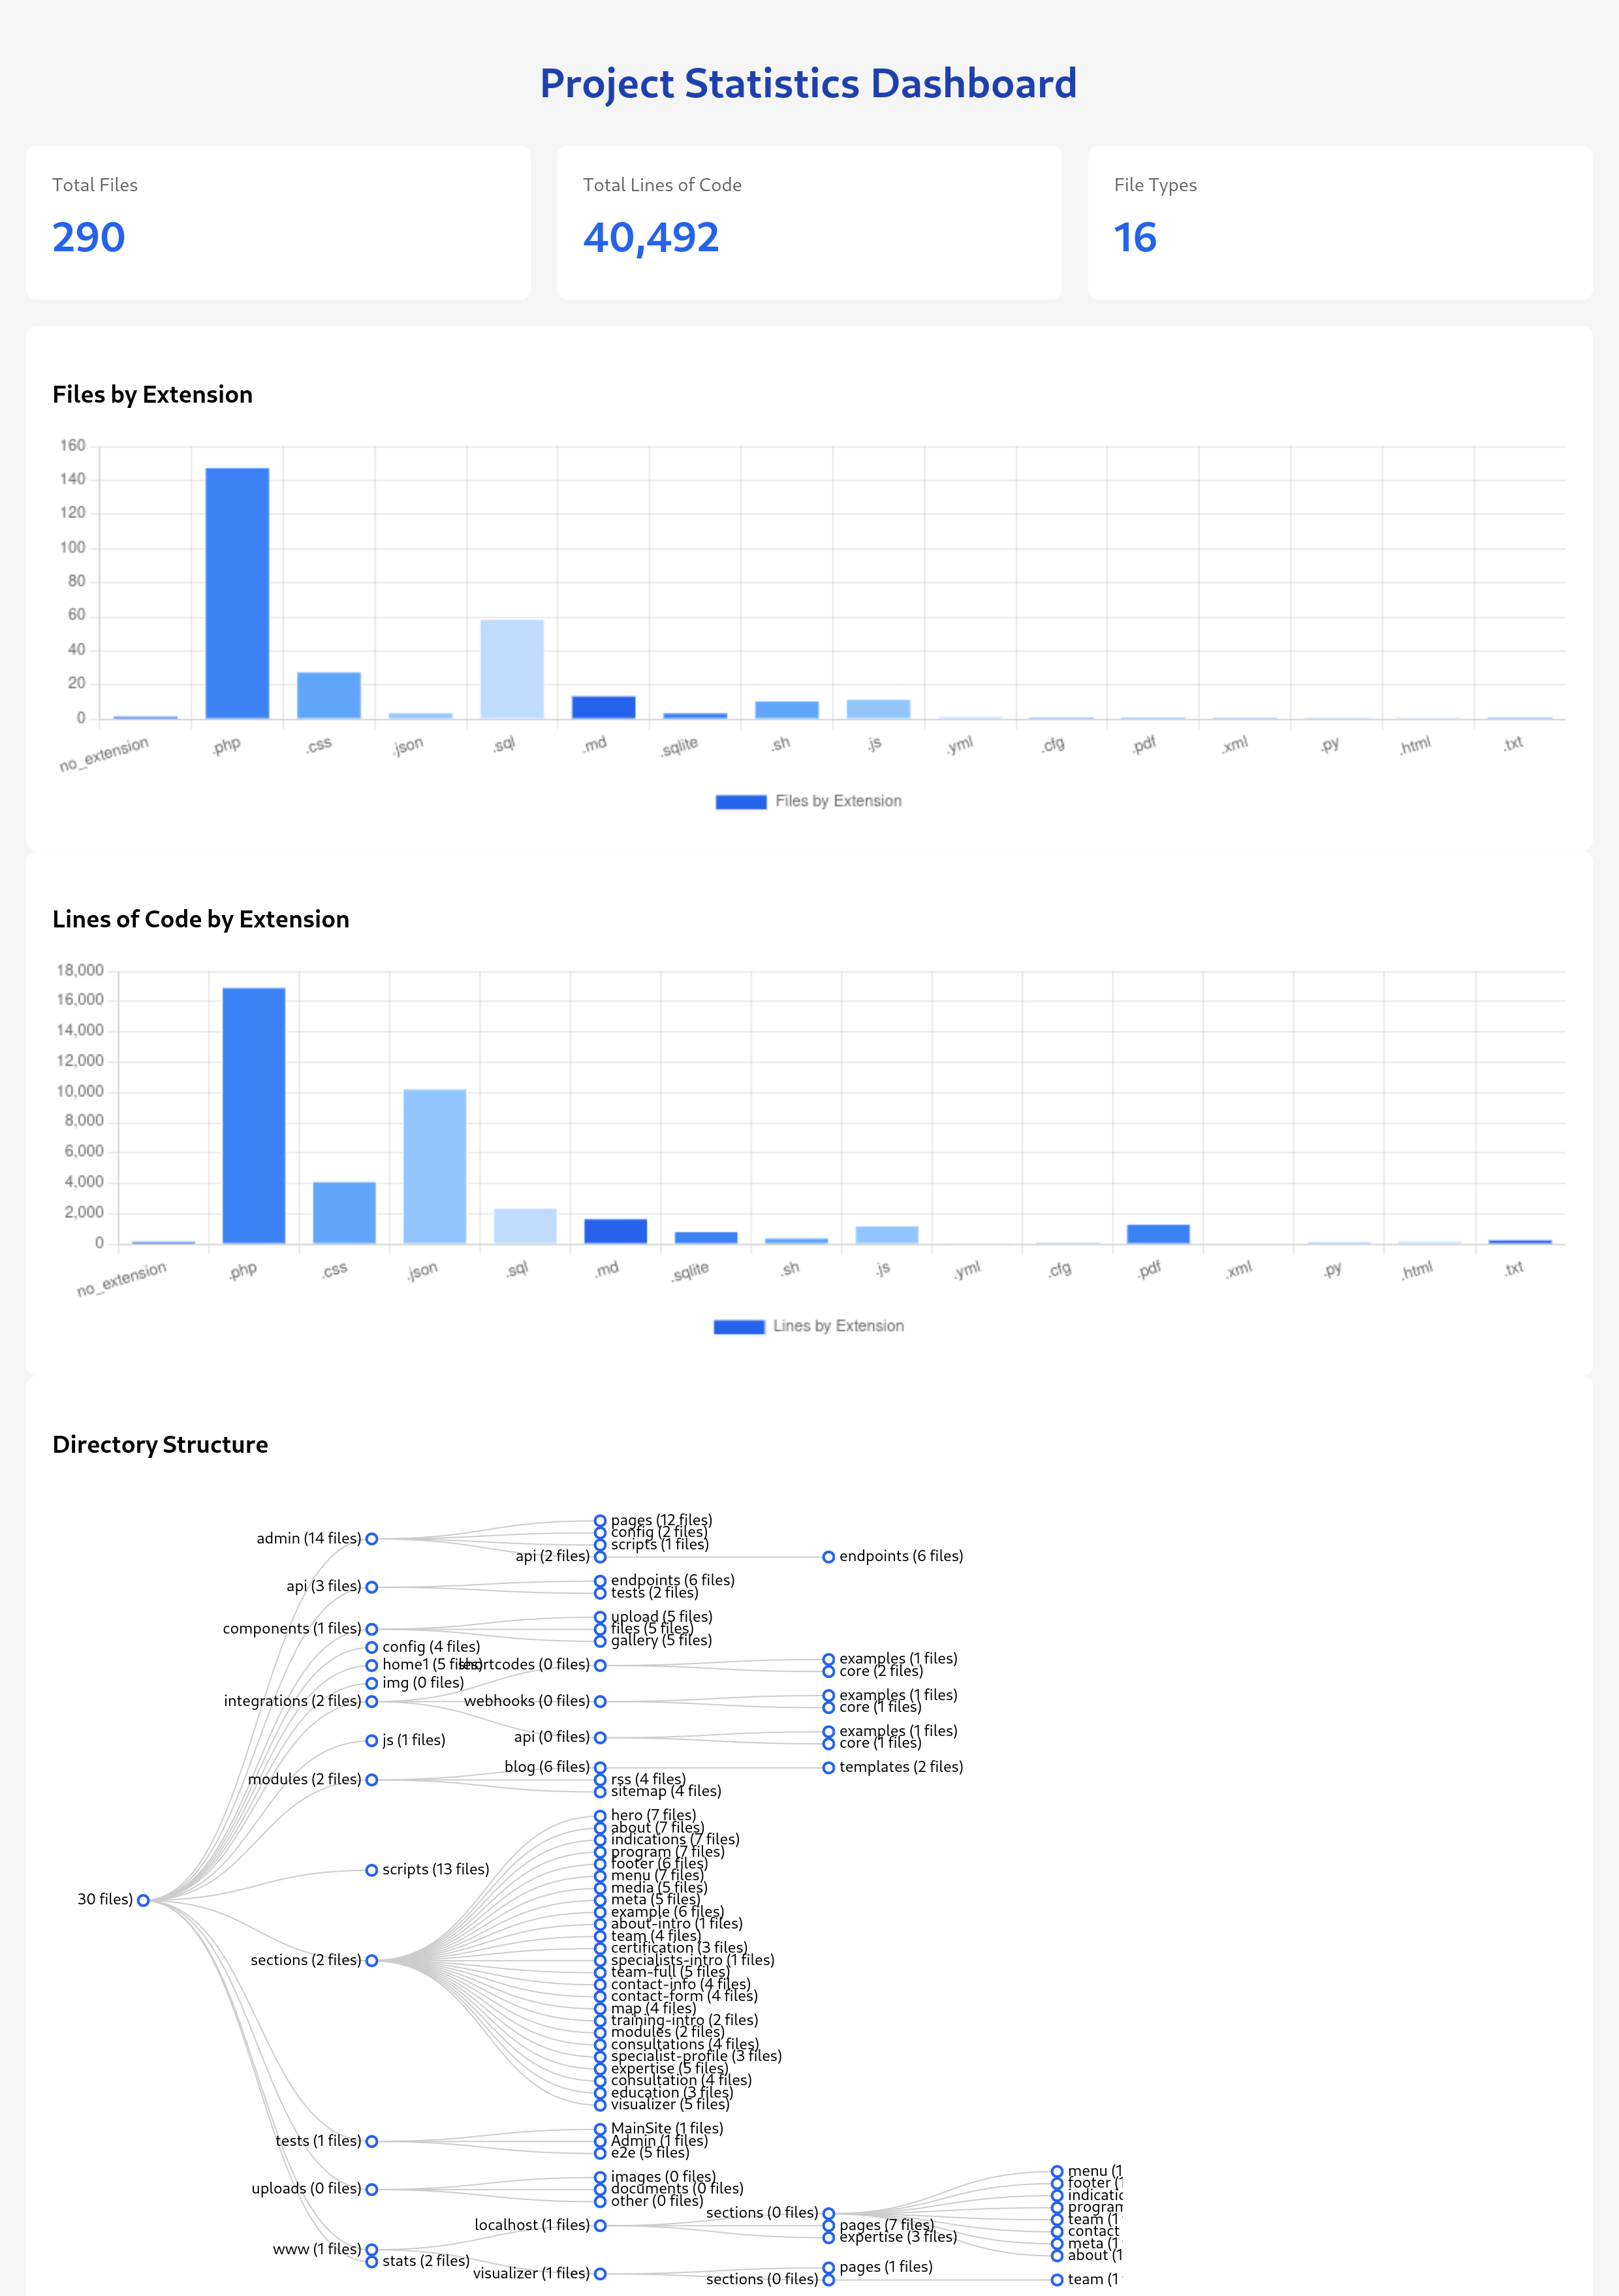 Project Statistics Dashboard
Total Files
290
Total Lines of Code
40,492
File Types
16
Files by Extension
160
140
120
100
80
60
40
20
0
no_extension .php .css .json .sql .md .sqlite .sh .js .yml .cfg .pdf .xml .py .html .txt
Files by Extension
Lines of Code by Extension
18,000
16,000
14,000
12,000
10,000
8,000
6,000
4,000
2,000
0
no_extension .php .css .json .sql .md .sqlite .sh .js .yml .cfg .pdf .xml .py .html .txt
Lines by Extension
Directory Structure
pages (12 files)
config (2 files)
admin (14 files)
scripts (1 files)
api (2 files) endpoints (6 files)
endpoints (6 files)
api (3 files)
tests (2 files)
upload (5 files)
components (1 files) files (5 files)
gallery (5 files)
config (4 files)
examples (1 files)
home1 (5 files) shortcodes (0 files)
core (2 files)
img (0 files)
examples (1 files)
integrations (2 files) webhooks (0 files)
core (1 files)
examples (1 files)
api (0 files)
js (1 files) core (1 files)
blog (6 files) templates (2 files)
modules (2 files) rss (4 files)
sitemap (4 files)
hero (7 files)
about (7 files)
indications (7 files)
program (7 files)
footer (6 files)
scripts (13 files)
menu (7 files)
media (5 files)
30 files) meta (5 files)
example (6 files)
about-intro (1 files)
team (4 files)
certification (3 files)
sections (2 files) specialists-intro (1 files)
team-full (5 files)
contact-info (4 files)
contact-form (4 files)
map (4 files)
training-intro (2 files)
modules (2 files)
consultations (4 files)
specialist-profile (3 files)
expertise (5 files)
consultation (4 files)
education (3 files)
visualizer (5 files)
MainSite (1 files)
tests (1 files) Admin (1 files)
e2e (5 files)
menu (1
images (0 files)
footer (1
uploads (0 files) documents (0 files)
indicatio
other (0 files)
program
sections (0 files)
team (1
localhost (1 files) pages (7 files)
contact
expertise (3 files)
meta (1
www (1 files)
about (1
stats (2 files)
pages (1 files)
visualizer (1 files)
sections (0 files) team (1